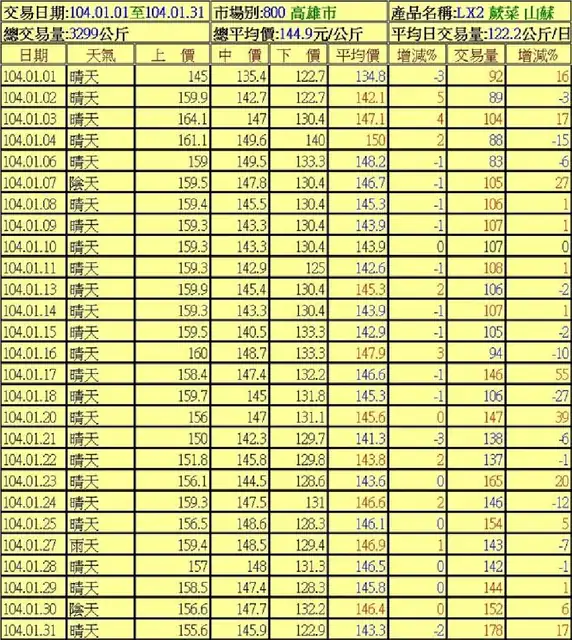 交易日期:104.01.01至104.01.31 市場別:800 高雄市 產品名稱:LX2 蕨菜 山蘇
總交易量:3299公斤 總平均價:144.9元/公斤 平均日交易量:122.2公斤/日
日期 天氣 上 價 中 價 下 價 平均價 增減% 交易量 增減%
104.01.01 晴天 145 135.4 122.7 134.8 -3 92 16
104.01.02 晴天 159.9 142.7 122.7 142.1 5 89 -3
104.01.03 晴天 164.1 147 130.4 147.1 4 104 17
104.01.04 晴天 161.1 149.6 140 150 2 88 -15
104.01.06 晴天 159 149.5 133.3 148.2 -1 83 -6
104.01.07 陰天 159.5 147.8 130.4 146.7 -1 105 27
104.01.08 晴天 159.4 145.5 130.4 145.3 -1 106 1
104.01.09 晴天 159.3 143.3 130.4 143.9 -1 107 1
104.01.10 晴天 159.3 143.3 130.4 143.9 0 107 0
104.01.11 晴天 159.3 142.9 125 142.6 -1 108 1
104.01.13 晴天 159.9 145.4 130.4 145.3 2 106 -2
104.01.14 晴天 159.3 143.3 130.4 143.9 -1 107 1
104.01.15 晴天 159.5 140.5 133.3 142.9 -1 105 -2
104.01.16 晴天 160 148.7 133.3 147.9 3 94 -10
104.01.17 晴天 158.4 147.4 132.2 146.6 -1 146 55
104.01.18 晴天 159.7 145 131.8 145.3 -1 106 -27
104.01.20 晴天 156 147 131.1 145.6 0 147 39
104.01.21 晴天 150 142.3 129.7 141.3 -3 138 -6
104.01.22 晴天 151.8 145.8 129.8 143.8 2 137 -1
104.01.23 晴天 156.1 144.5 128.6 143.6 0 165 20
104.01.24 晴天 159.3 147.5 131 146.6 2 146 -12
104.01.25 晴天 156.5 148.6 128.3 146.1 0 154 5
104.01.27 雨天 159.4 148.5 129.4 146.9 1 143 -7
104.01.28 晴天 157 148 131.3 146.5 0 142 -1
104.01.29 晴天 158.5 147.4 128.3 145.8 0 144 1
104.01.30 陰天 156.6 147.7 132.2 146.4 0 152 6
104.01.31 晴天 155.6 145.9 122.9 143.3 -2 178 17